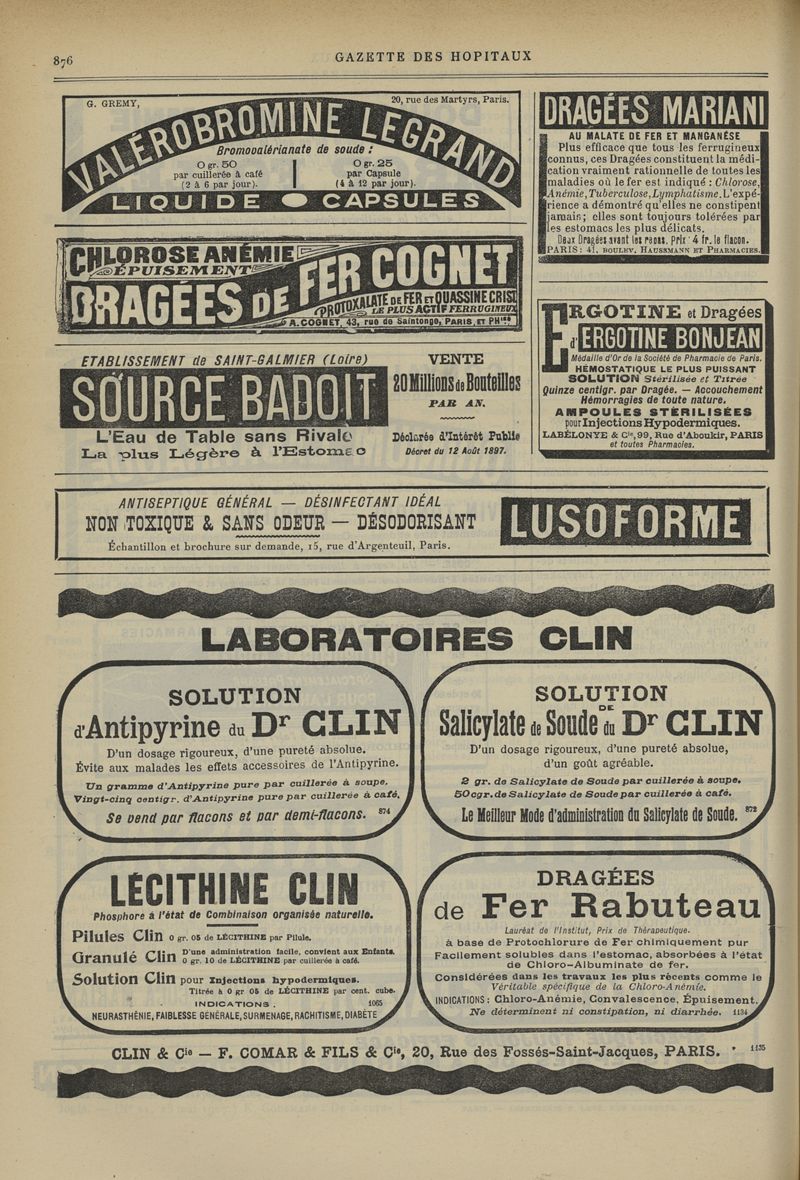 876
GAZETTE DES HOPITAUX
G. GREMY,
20, rue des Martyrs, Paris.
VALÉROBROMINE LEGRAND
Bromovalérianate de soude :
0 gr. 50
par cuillerée à café
(2 à 6 par jour).
0 gr. 25
par Capsule
(4 à 12 par jour).
LIQUIDE
CAPSULES
CHLOROSE ANÉMIE
ÉPUISEMENT
DRAGÉES DE FER COGNET
PROTOXALATE DE FER ET QUASSINE CRIST
LE PLUS ACTIF FERRUGINEUX
A. COGNET, 43, rue de Saintonge, PARIS, ET PHies
ETABLISSEMENT de SAINT-GALMIER (Loire)
SOURCE BADOIT
L'Eau de Table sans Rivale
La plus Légère à l'Estomac
VENTE
20 Millions de Bouteilles
PAR AN.
Déclarée d'Intérêt Public
Décret du 12 Août 1897.
DRAGÉES MARIANI
AU MALATE DE FER ET MANGANÈSE
Plus efficace que tous les ferrugineux
connus, ces Dragées constituent la médi-
cation vraiment rationnelle de toutes les
maladies où le fer est indiqué : Chlorose,
Anémie, Tuberculose, Lymphatisme. L'expé-
rience a démontré qu'elles ne constipent
jamais; elles sont toujours tolérées par
les estomacs les plus délicats.
Deux Dragées avant les repas. Prix 4 fr. le flacon.
PARIS : 41, BOULEV. HAUSSMANN ET PHARMACIES.
ERGOTINE et Dragées
d'ERGOTINE BONJEAN
Médaille d'Or de la Société de Pharmacie de Paris.
HÉMOSTATIQUE LE PLUS PUISSANT
SOLUTION Stérilisée et Titrée
Quinze centigr. par Dragée. — Accouchement
Hémorragies de toute nature.
AMPOULES STÉRILISÉES
pour Injections Hypodermiques.
LABÉLONYE & Cie, 99, Rue d'Aboukir, PARIS
et toutes Pharmacies.
ANTISEPTIQUE GÉNÉRAL — DÉSINFECTANT IDÉAL
NON TOXIQUE & SANS ODEUR — DÉSODORISANT
Échantillon et brochure sur demande, 15, rue d'Argenteuil, Paris.
LUSOFORME
LABORATOIRES CLIN
SOLUTION
d'Antipyrine du Dr CLIN
D'un dosage rigoureux, d'une pureté absolue.
Évite aux malades les effets accessoires de l'Antipyrine.
Un gramme d'Antipyrine pure par cuillerée à soupe.
Vingt-cinq centigr. d'Antipyrine pure par cuillerée à café.
Se vend par flacons et par demi-flacons. 874
SOLUTION
DE
Salicylate de Soude du Dr CLIN
D'un dosage rigoureux, d'une pureté absolue,
d'un goût agréable.
2 gr. de Salicylate de Soude par cuillerée à soupe.
50 cgr. de Salicylate de Soude par cuillerée à café.
Le Meilleur Mode d'administration du Salicylate de Soude. 872
LÉCITHINE CLIN
Phosphore à l'état de Combinaison organisée naturelle.
Pilules Clin 0 gr. 05 de LÉCITHINE par Pilule.
Granulé Clin D'une administration facile, convient aux Enfants.
0 gr. 10 de LÉCITHINE par cuillerée à café.
Solution Clin pour Injections hypodermiques.
Titrée à 0 gr 05 de LÉCITHINE par cent. cube.
INDICATIONS . 1065
NEURASTHÉNIE, FAIBLESSE GÉNÉRALE, SURMENAGE, RACHITISME, DIABÈTE
DRAGÉES
de Fer Rabuteau
Lauréat de l'Institut, Prix de Thérapeutique.
à base de Protochlorure de Fer chimiquement pur
Facilement solubles dans l'estomac, absorbées à l'état
de Chloro-Albuminate de fer.
Considérées dans les travaux les plus récents comme le
Véritable spécifique de la Chloro-Anémie.
INDICATIONS : Chloro-Anémie, Convalescence, Épuisement.
Ne déterminent ni constipation, ni diarrhée. 1134
CLIN & Cie — F. COMAR & FILS & Cie, 20, Rue des Fossés-Saint-Jacques, PARIS. 1135